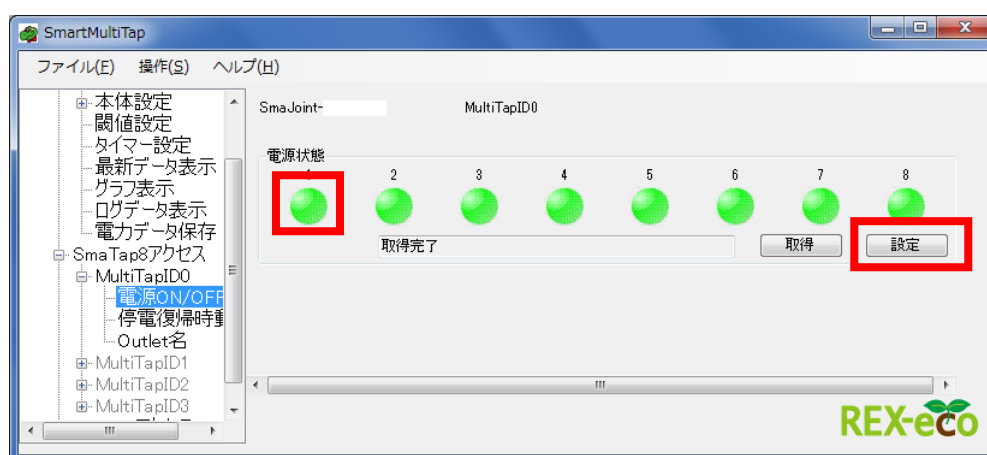 SmartMultiTap
ファイル(F) 操作(S) ヘルプ(H)
本体設定
閾値設定
タイマー設定
最新データ表示
グラフ表示
ログデータ表示
電力データ保存
SmaTap8アクセス
MultiTapID0
電源ON/OFF
停電復帰時動
Outlet名
MultiTapID1
MultiTapID2
MultiTapID3
SmaJoint- MultiTapID0
電源状態
2 3 4 5 6 7 8
取得完了 取得 設定
REX-eco